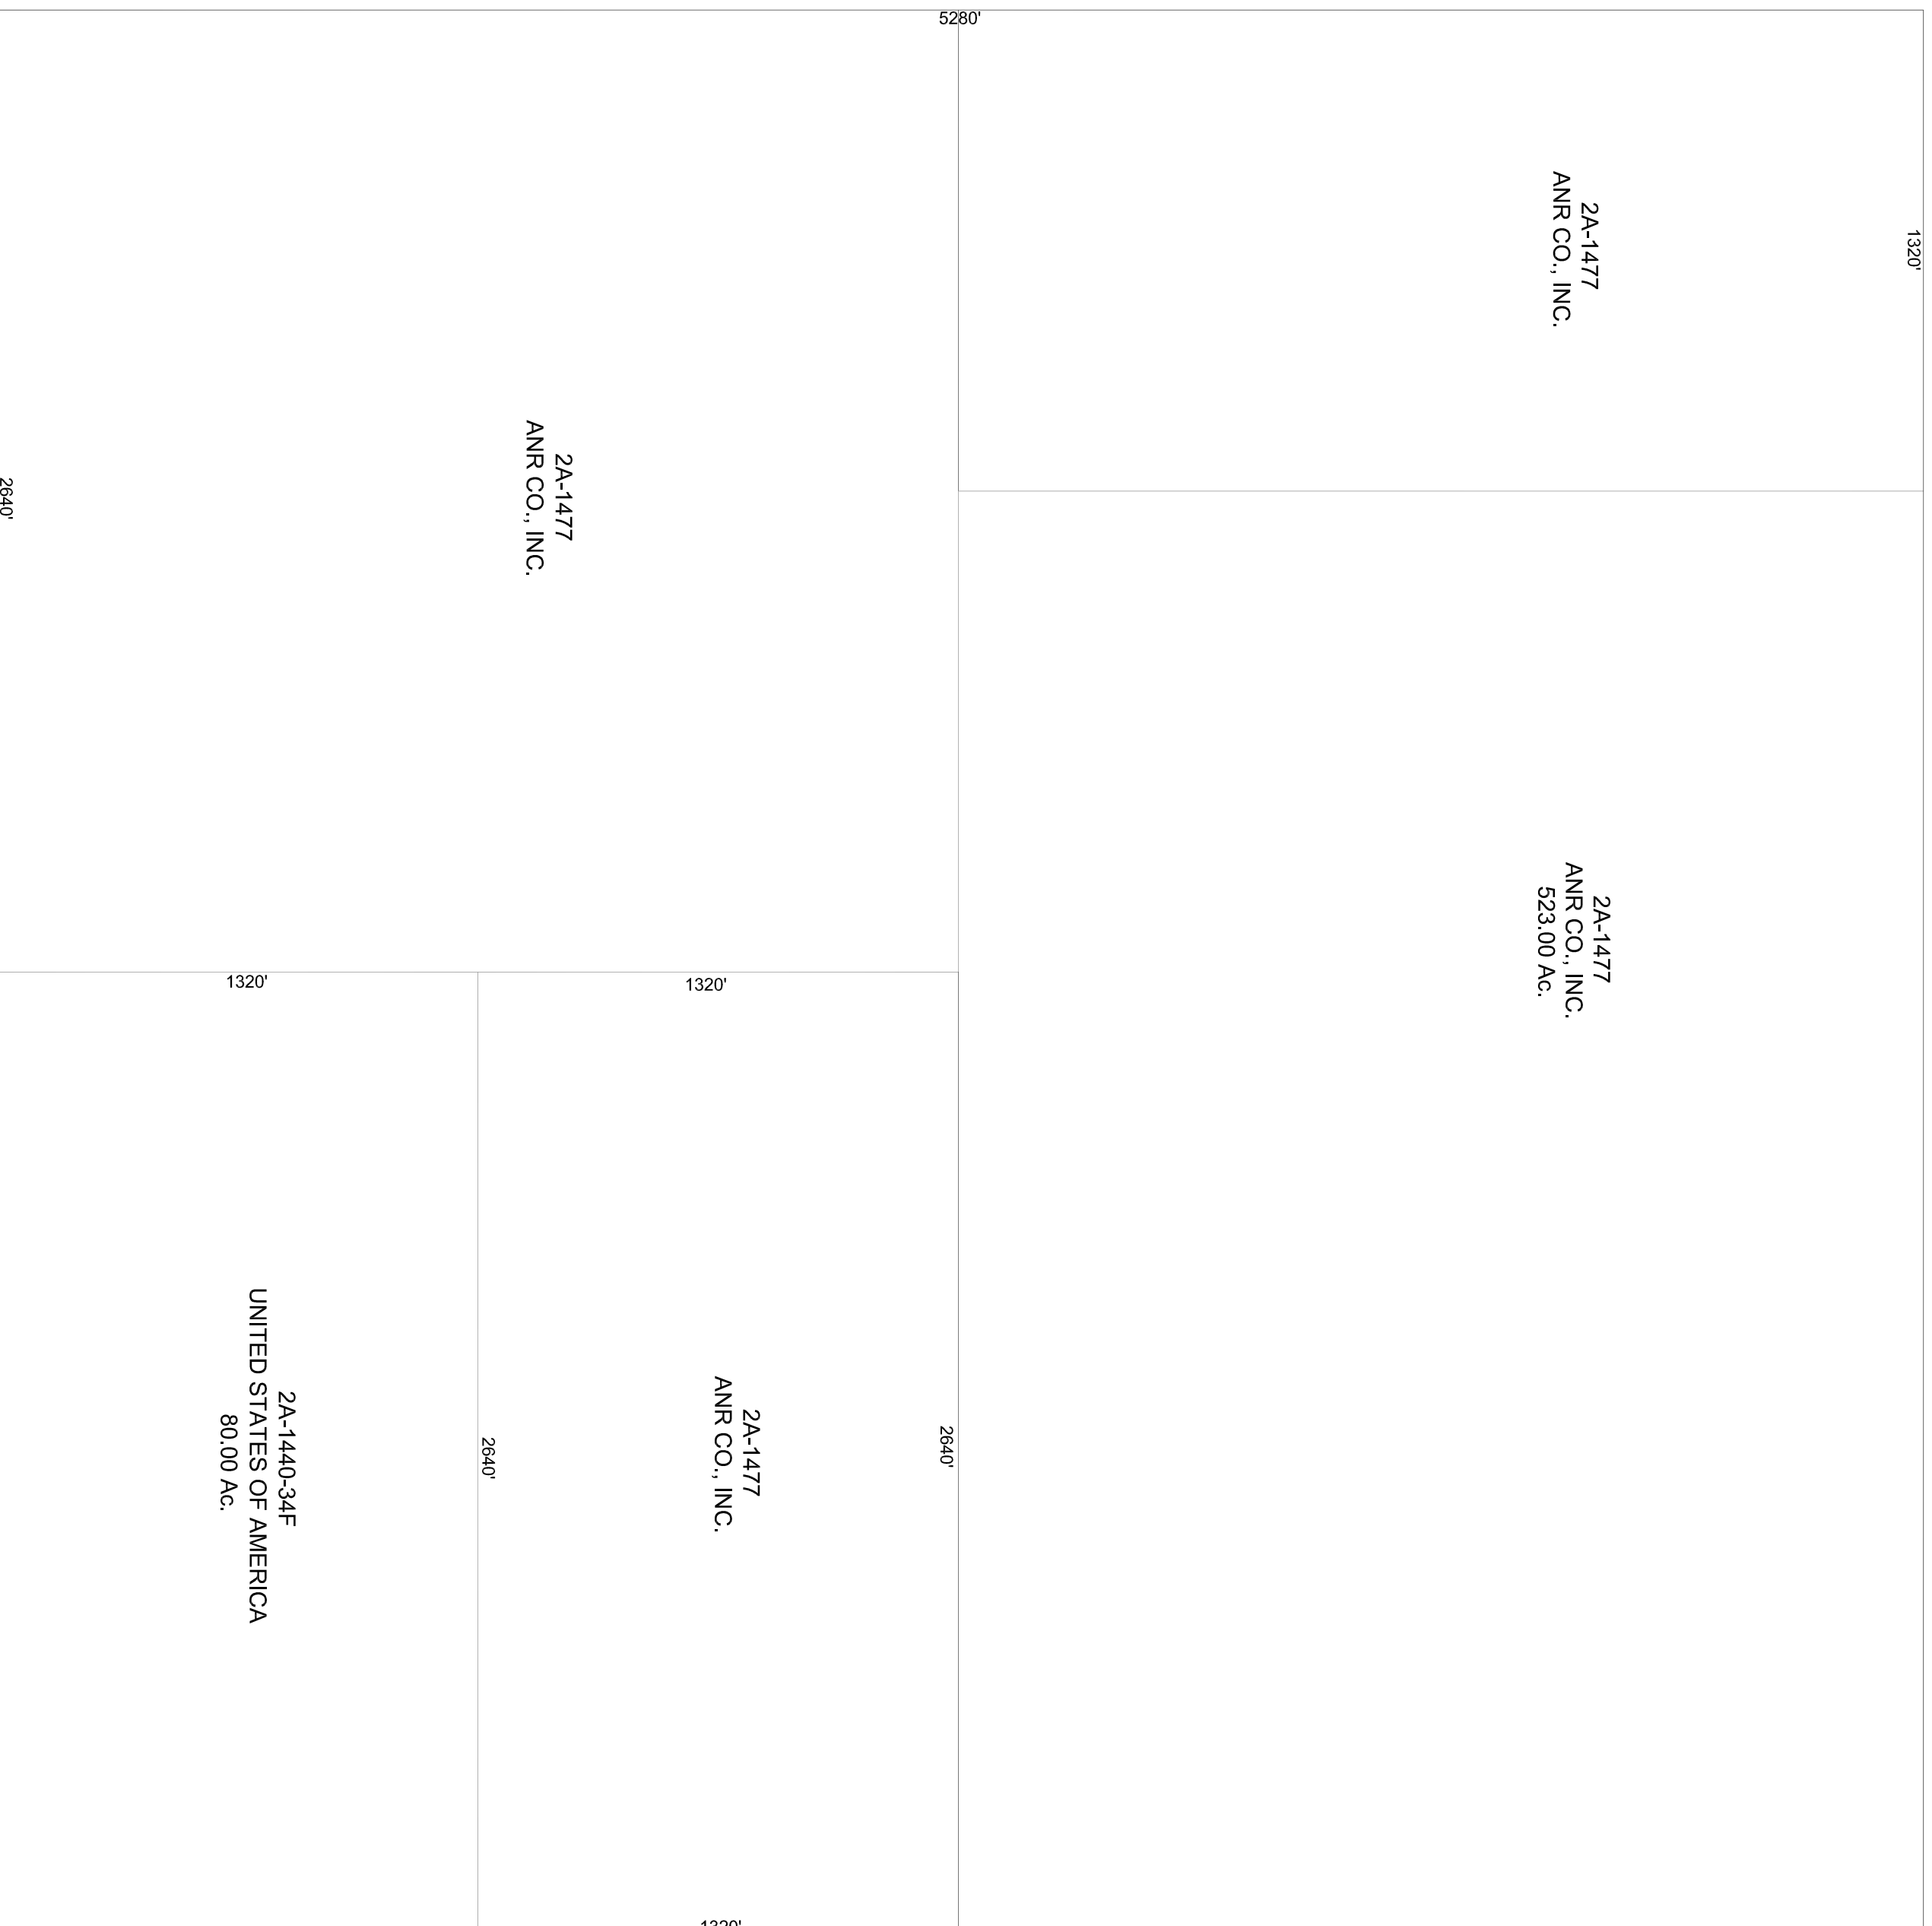 5280'
2A-1477
ANR CO., INC.
1320'
2A-1477
ANR CO., INC.
2640'
2A-1477
ANR CO., INC.
523.00 Ac.
1320'
1320'
2A-1440-34F
UNITED STATES OF AMERICA
80.00 Ac.
2640'
2A-1477
ANR CO., INC.
2640'
1320'